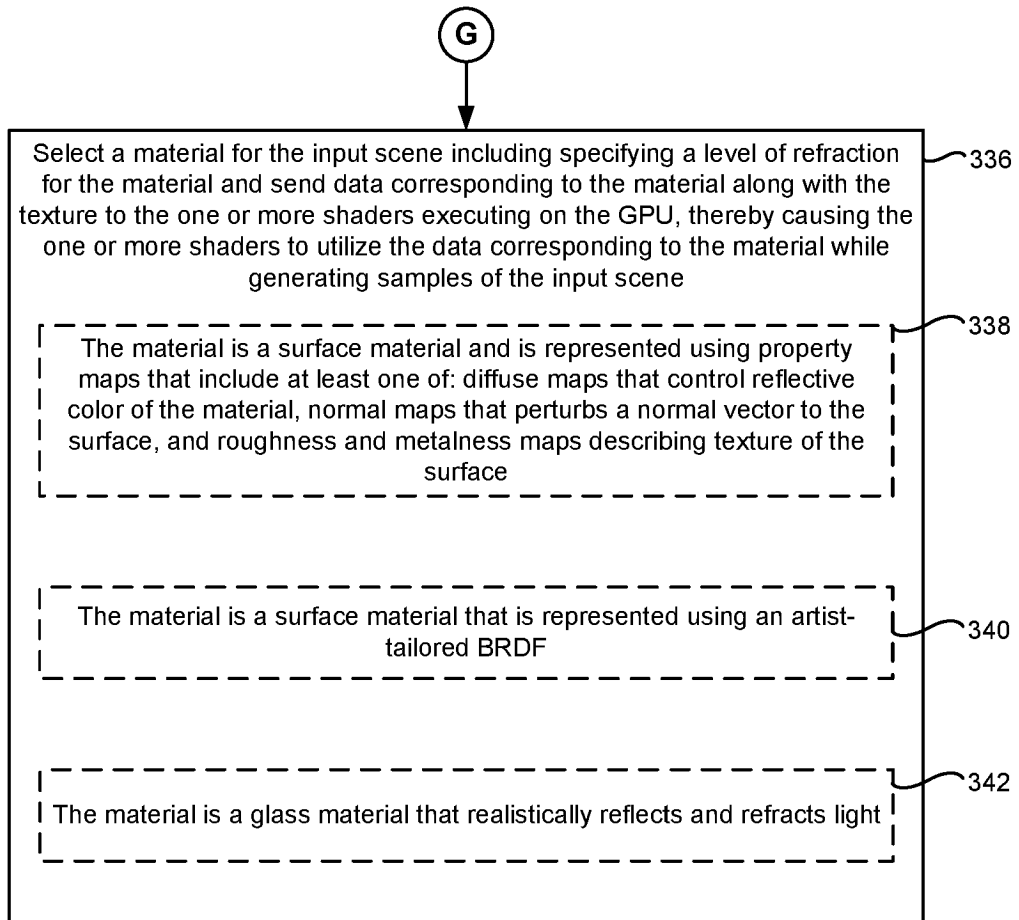 G
Select a material for the input scene including specifying a level of refraction
for the material and send data corresponding to the material along with the
texture to the one or more shaders executing on the GPU, thereby causing the
one or more shaders to utilize the data corresponding to the material while
generating samples of the input scene
336
The material is a surface material and is represented using property
maps that include at least one of: diffuse maps that control reflective
color of the material, normal maps that perturbs a normal vector to the
surface, and roughness and metalness maps describing texture of the
surface
338
The material is a surface material that is represented using an artist-
tailored BRDF
340
The material is a glass material that realistically reflects and refracts light
342